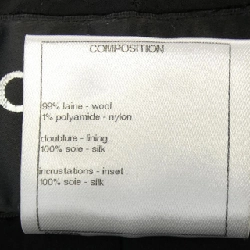 COMPOSITION
99% laine - wool
1% polyamide - nylon
doublure - lining
100% soie - silk
incrustations - inset
100% soie - silk